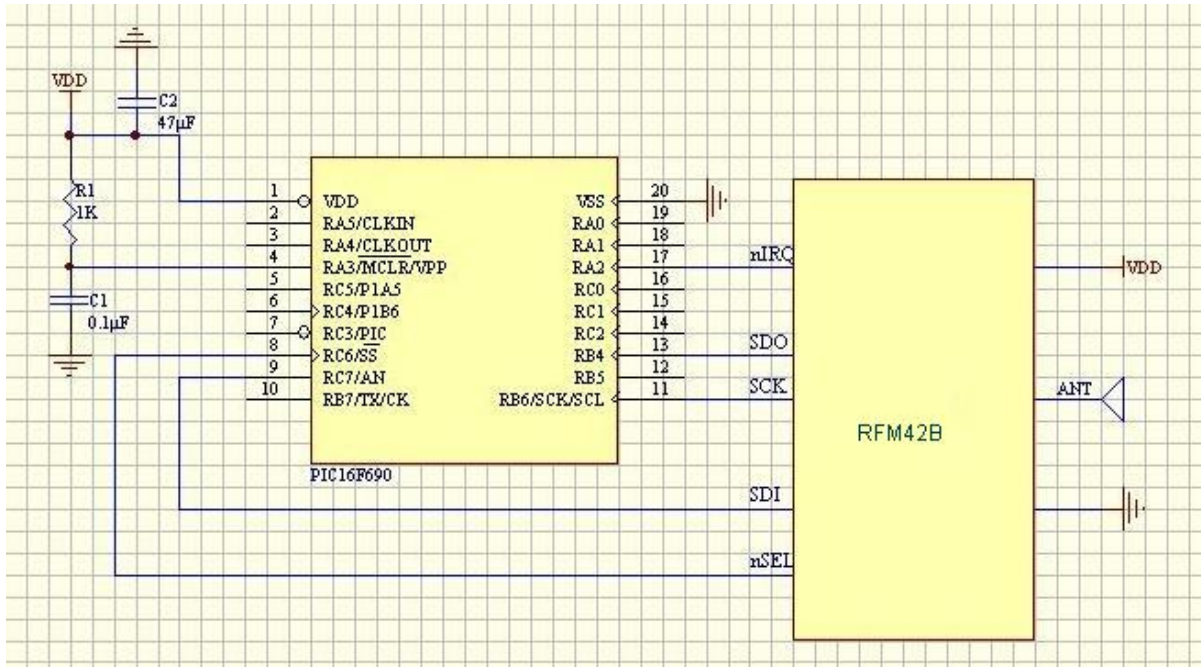 VDD
C2
47µF
R1
1K
C1
0.1µF
1
2
3
4
5
6
7
8
9
10
VDD
RA5/CLKIN
RA4/CLKOUT
RA3/MCLR/VPP
RC5/P1A5
RC4/P1B6
RC3/PIC
RC6/SS
RC7/AN
RB7/TX/CK
VSS
RA0
RA1
RA2
RC0
RC1
RC2
RB4
RB5
RB6/SCK/SCL
20
19
18
17
16
15
14
13
12
11
PIC16F690
nIRQ
SDO
SCK
SDI
nSEL
RFM42B
VDD
ANT